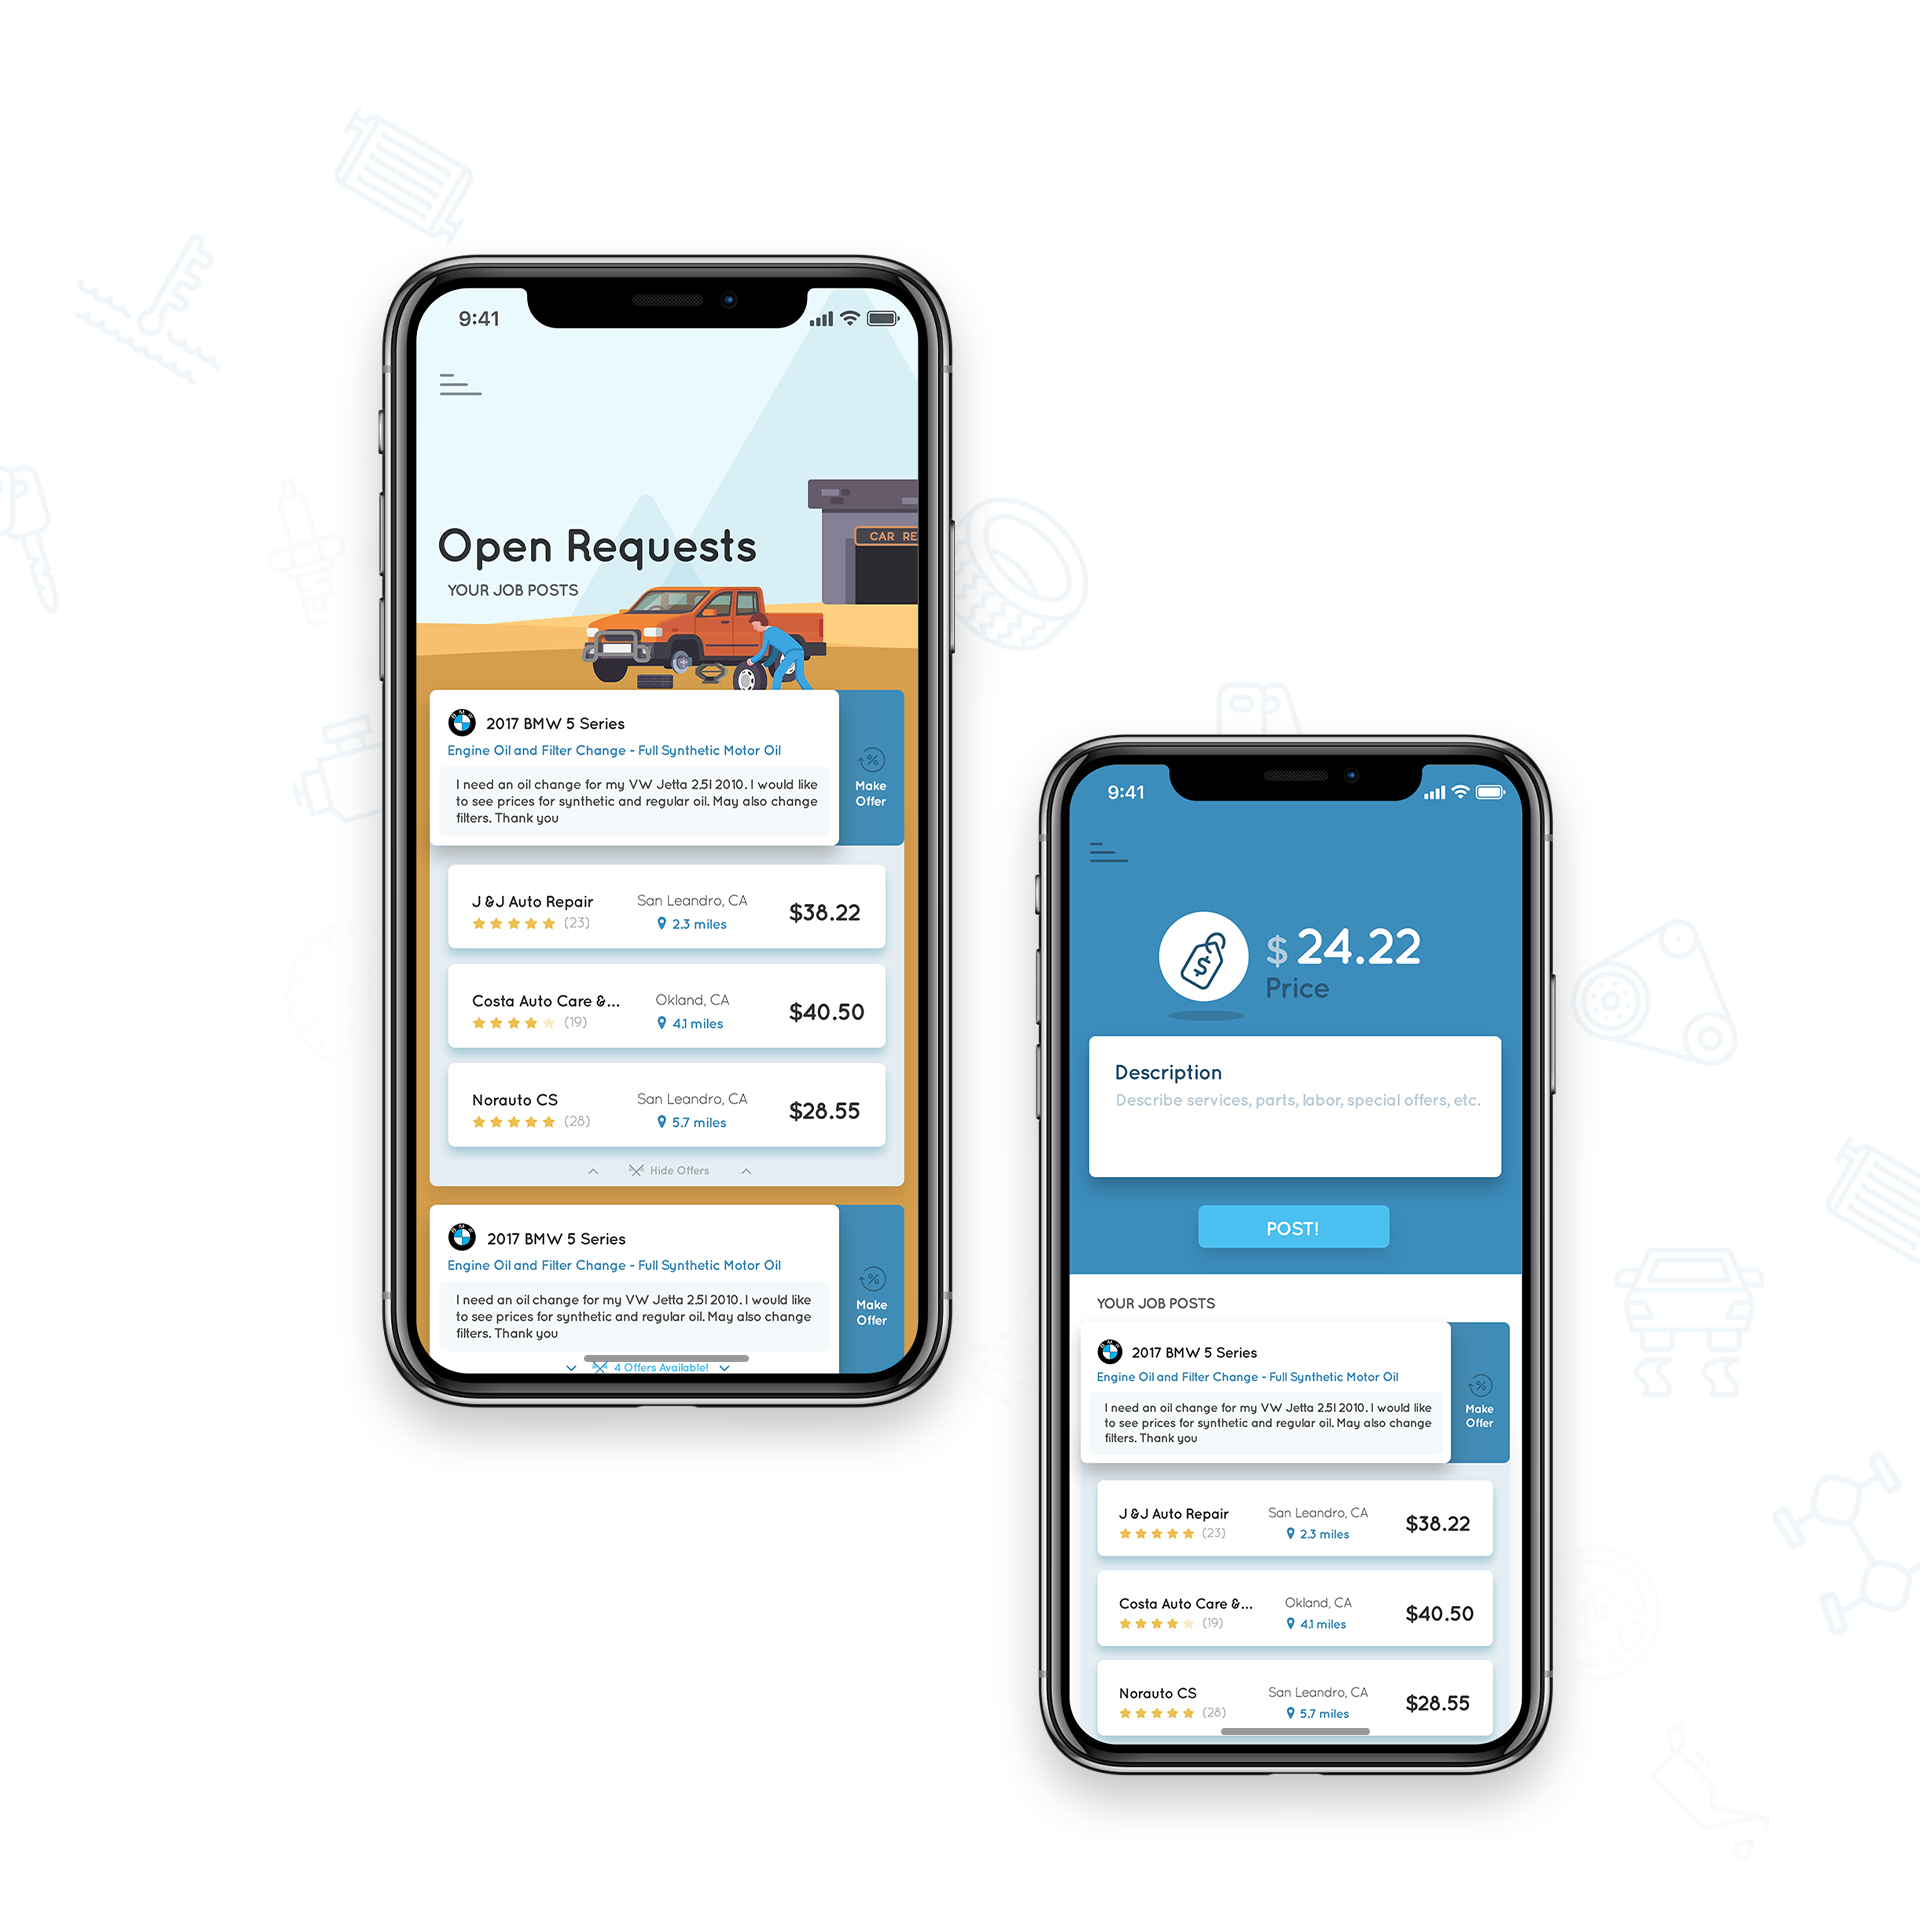 9:41
CAR RE
Open Requests
YOUR JOB POSTS
2017 BMW 5 Series
Engine Oil and Filter Change - Full Synthetic Motor Oil
I need an oil change for my VW Jetta 2.5l 2010. I would like
to see prices for synthetic and regular oil. May also change
filters. Thank you
%
Make
Offer
J &J Auto Repair
(23)
San Leandro, CA
2.3 miles
$38.22
Costa Auto Care &...
(19)
Okland, CA
4.1 miles
$40.50
Norauto CS
(28)
San Leandro, CA
5.7 miles
$28.55
Hide Offers
2017 BMW 5 Series
Engine Oil and Filter Change - Full Synthetic Motor Oil
I need an oil change for my VW Jetta 2.5l 2010. I would like
to see prices for synthetic and regular oil. May also change
filters. Thank you
%
Make
Offer
4 Offers Available!
9:41
$
$ 24.22
Price
Description
Describe services, parts, labor, special offers, etc.
POST!
YOUR JOB POSTS
2017 BMW 5 Series
Engine Oil and Filter Change - Full Synthetic Motor Oil
I need an oil change for my VW Jetta 2.5l 2010. I would like
to see prices for synthetic and regular oil. May also change
filters. Thank you
%
Make
Offer
J &J Auto Repair
(23)
San Leandro, CA
2.3 miles
$38.22
Costa Auto Care &...
(19)
Okland, CA
4.1 miles
$40.50
Norauto CS
(28)
San Leandro, CA
5.7 miles
$28.55